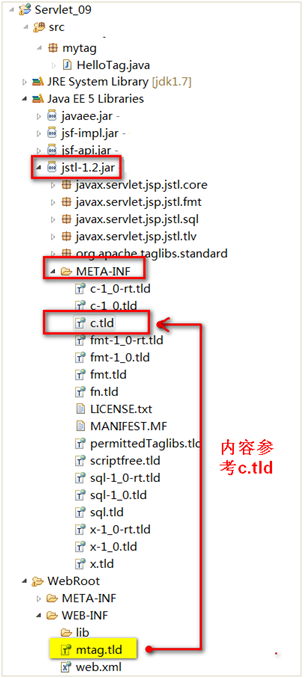 Servlet_09
src
mytag
HelloTag.java
JRE System Library [jdk1.7]
Java EE 5 Libraries
javaee.jar -
jsf-impl.jar -
jsf-api.jar -
jstl-1.2.jar
javax.servlet.jsp.jstl.core
javax.servlet.jsp.jstl.fmt
javax.servlet.jsp.jstl.sql
javax.servlet.jsp.jstl.tlv
org.apache.taglibs.standard
META-INF
c-1_0-rt.tld
c-1_0.tld
c.tld
fmt-1_0-rt.tld
fmt-1_0.tld
fmt.tld
fn.tld
LICENSE.txt
MANIFEST.MF
permittedTaglibs.tld
scriptfree.tld
sql-1_0-rt.tld
sql-1_0.tld
sql.tld
x-1_0-rt.tld
x-1_0.tld
x.tld
内容参
考c.tld
WebRoot
META-INF
WEB-INF
lib
mtag.tld
web.xml